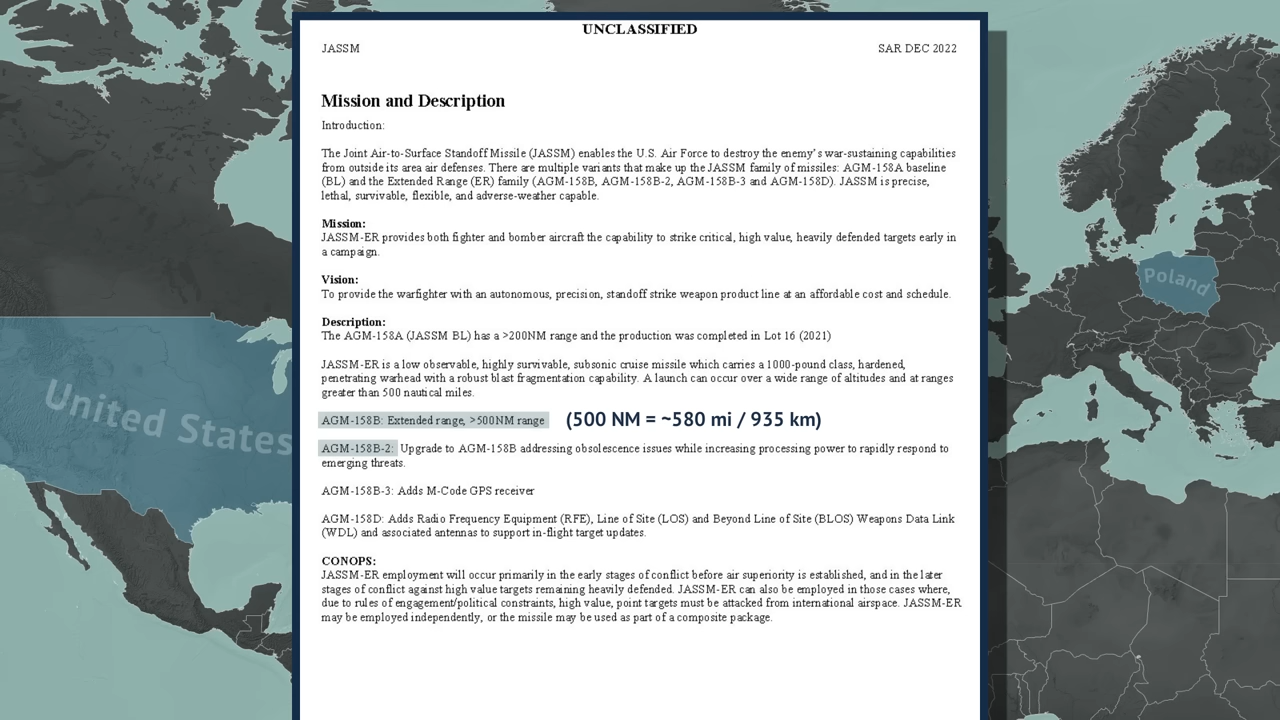 UNCLASSIFIED
JASSM SAR DEC 2022
Mission and Description
Introduction:
The Joint Air-to-Surface Standoff Missile (JASSM) enables the U.S. Air Force to destroy the enemy's war-sustaining capabilities
from outside its area air defenses. There are multiple variants that make up the JASSM family of missiles: AGM-158A baseline
(BL) and the Extended Range (ER) family (AGM-158B, AGM-158B-2, AGM-158B-3 and AGM-158D). JASSM is precise,
lethal, survivable, flexible, and adverse-weather capable.
Mission:
JASSM-ER provides both fighter and bomber aircraft the capability to strike critical, high value, heavily defended targets early in
a campaign.
Vision:
To provide the warfighter with an autonomous, precision, standoff strike weapon product line at an affordable cost and schedule.
Description:
The AGM-158A (JASSM BL) has a >200NM range and the production was completed in Lot 16 (2021)
JASSM-ER is a low observable, highly survivable, subsonic cruise missile which carries a 1000-pound class, hardened,
penetrating warhead with a robust blast fragmentation capability. A launch can occur over a wide range of altitudes and at ranges
greater than 500 nautical miles.
AGM-158B: Extended range, >500NM range (500 NM = ~580 mi / 935 km)
AGM-158B-2: Upgrade to AGM-158B addressing obsolescence issues while increasing processing power to rapidly respond to
emerging threats.
AGM-158B-3: Adds M-Code GPS receiver
AGM-158D: Adds Radio Frequency Equipment (RFE), Line of Site (LOS) and Beyond Line of Site (BLOS) Weapons Data Link
(WDL) and associated antennas to support in-flight target updates.
CONOPS:
JASSM-ER employment will occur primarily in the early stages of conflict before air superiority is established, and in the later
stages of conflict against high value targets remaining heavily defended. JASSM-ER can also be employed in those cases where,
due to rules of engagement/political constraints, high value, point targets must be attacked from international airspace. JASSM-ER
may be employed independently, or the missile may be used as part of a composite package.
United States
Poland